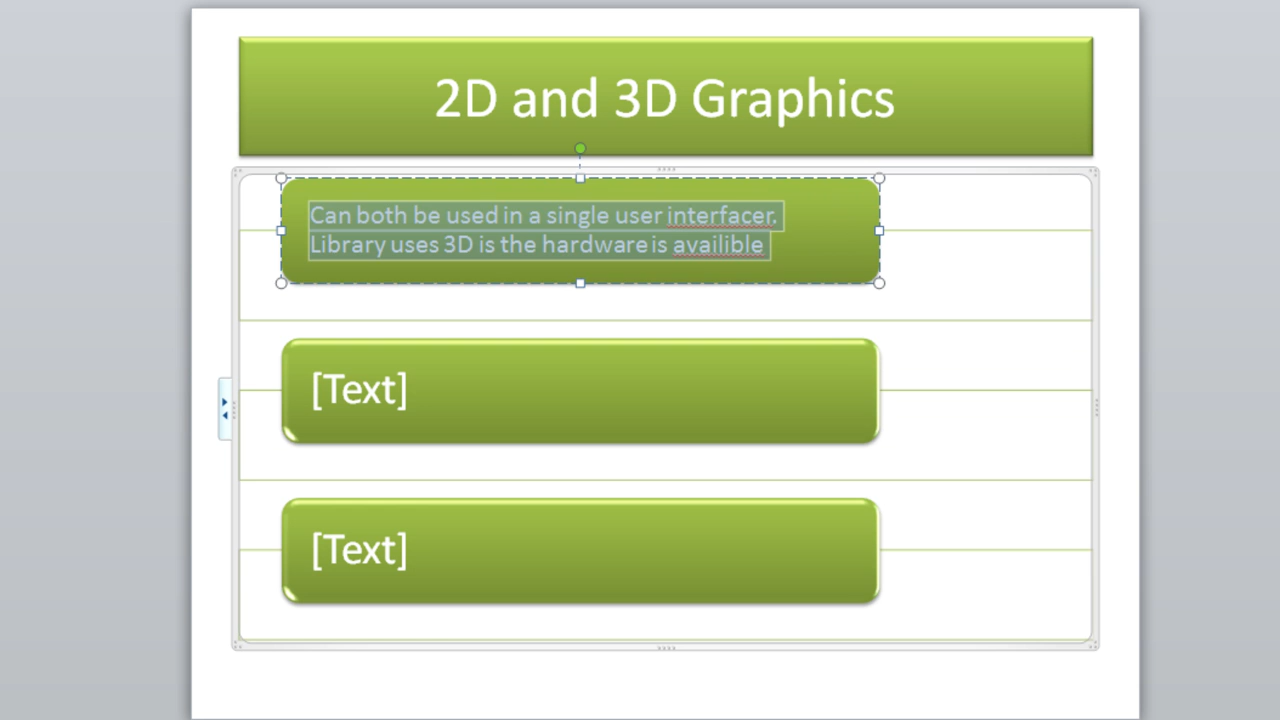 2D and 3D Graphics
Can both be used in a single user interfacer.
Library uses 3D is the hardware is availible
[Text]
[Text]